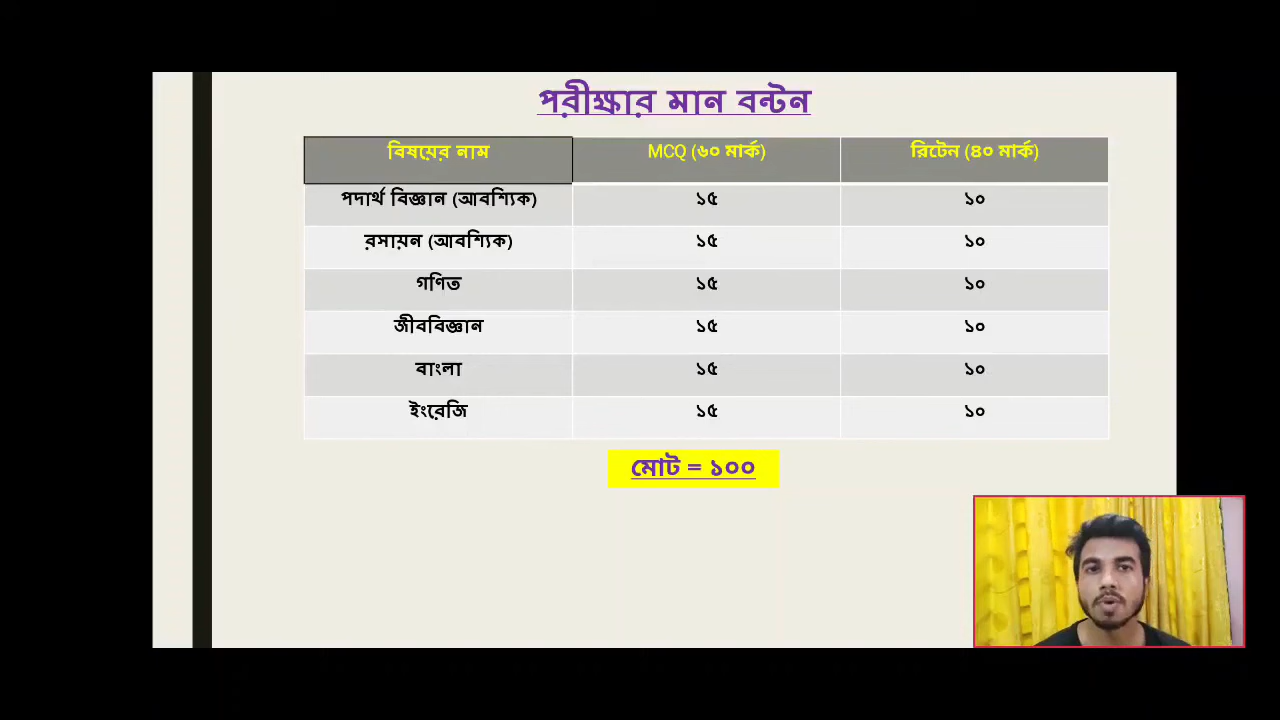 পরীক্ষার মান বন্টন
বিষয়ের নাম MCQ (৬০ মার্ক) রিটেন (৪০ মার্ক)
পদার্থ বিজ্ঞান (আবশ্যিক) ১৫ ১০
রসায়ন (আবশ্যিক) ১৫ ১০
গণিত ১৫ ১০
জীববিজ্ঞান ১৫ ১০
বাংলা ১৫ ১০
ইংরেজি ১৫ ১০
মোট = ১০০